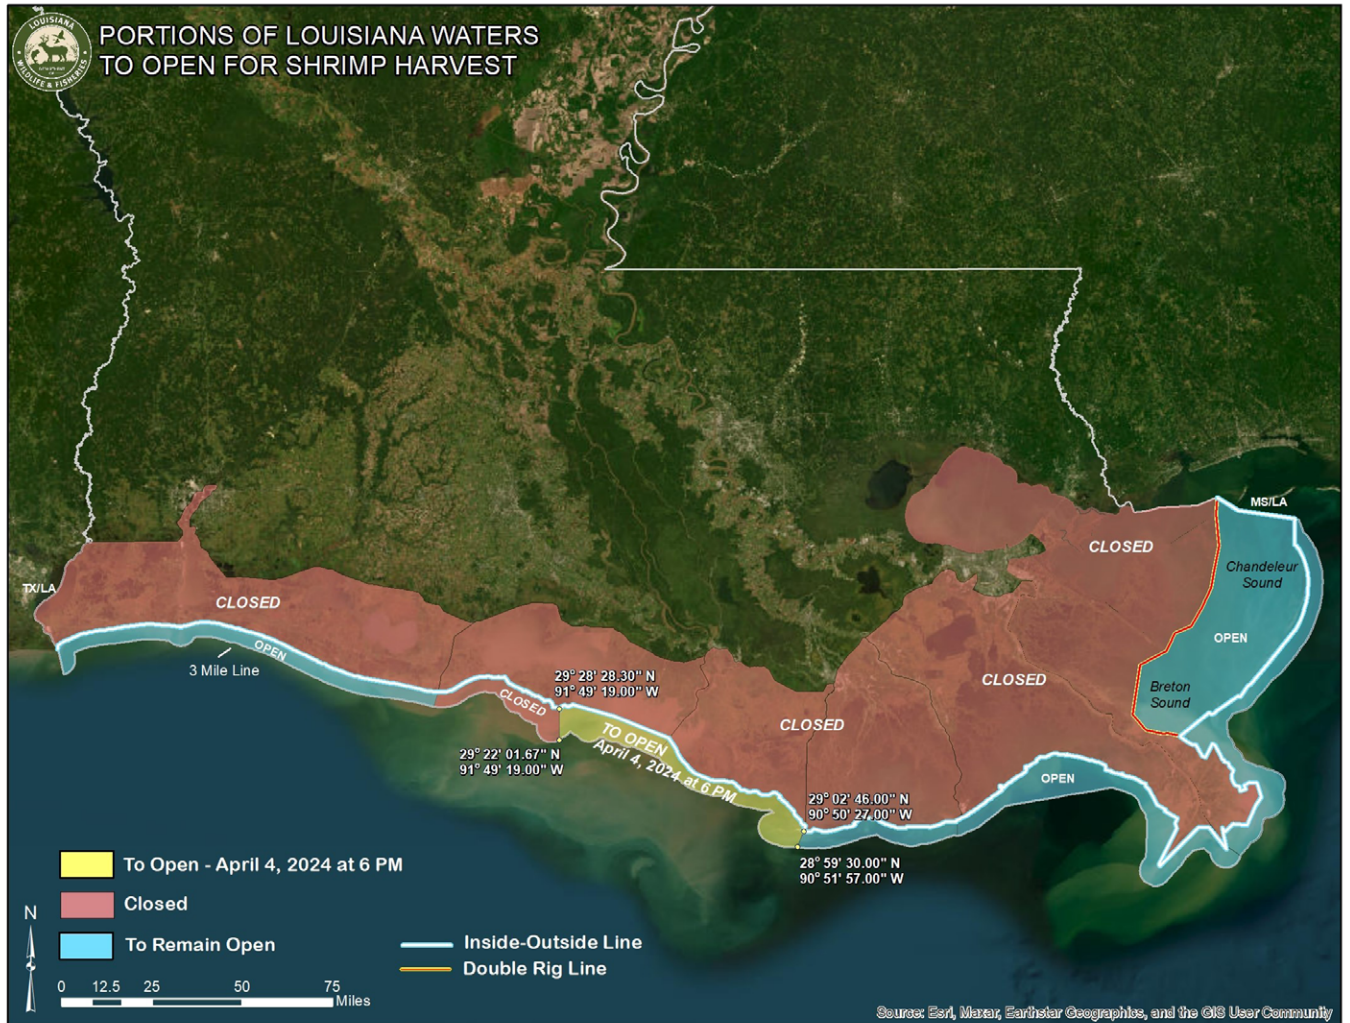 PORTIONS OF LOUISIANA WATERS
TO OPEN FOR SHRIMP HARVEST
LOUISIANA
WILDLIFE & FISHERIES
MS/LA
CLOSED
Chandeleur
Sound
TX/LA
CLOSED
OPEN
OPEN
3 Mile Line
29° 28' 28.30" N
91° 49' 19.00" W
CLOSED
CLOSED
Breton
Sound
CLOSED
TO OPEN
April 4, 2024 at 6 PM
29° 22' 01.67" N
91° 49' 19.00" W
OPEN
29° 02' 46.00" N
90° 50' 27.00" W
28° 59' 30.00" N
90° 51' 57.00" W
To Open - April 4, 2024 at 6 PM
Closed
To Remain Open
Inside-Outside Line
Double Rig Line
N
0 12.5 25 50 75
Miles
Source: Esri, Maxar, Earthstar Geographics, and the GIS User Community